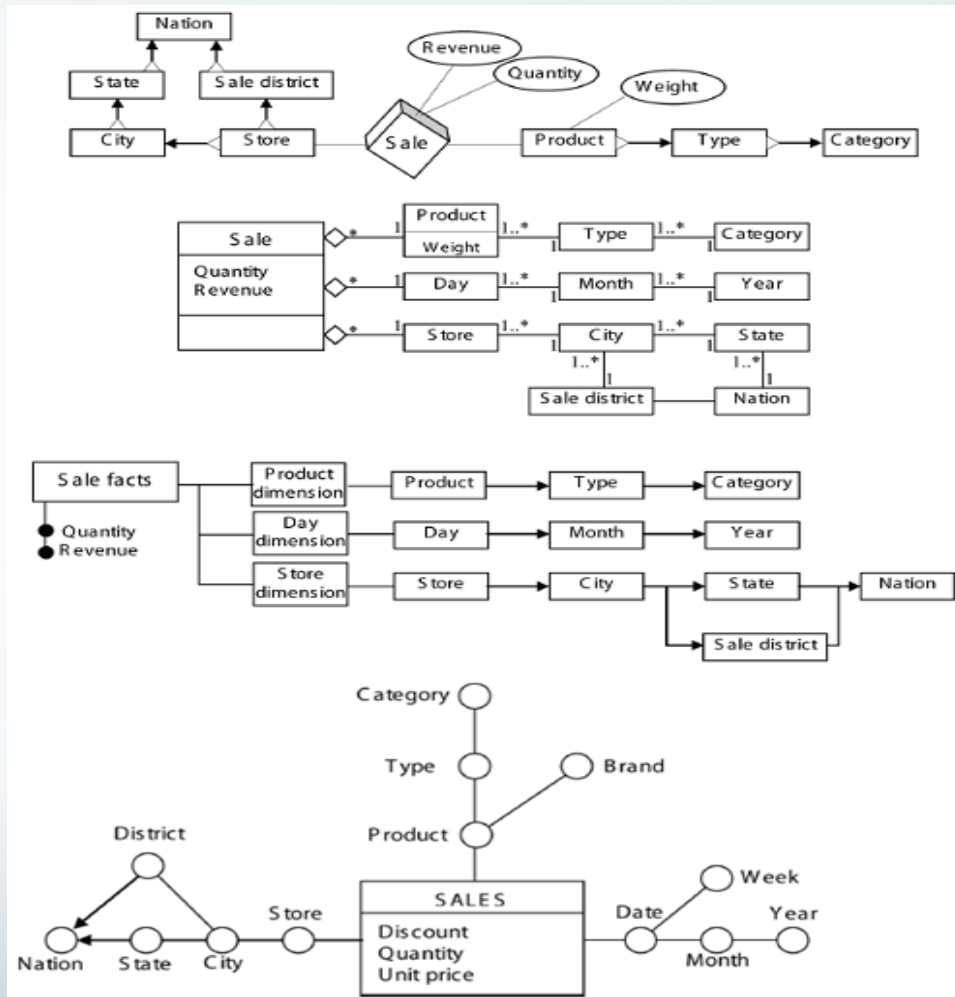 Nation
Revenue
Quantity
State
Sale district
Weight
City
Store
Sale
Product
Type
Category
Sale
Quantity
Revenue
* 1 Product 1..* 1 Type 1..* 1 Category
Weight
* 1 Day 1..* 1 Month 1..* 1 Year
* 1 Store 1..* 1 City 1..* 1 State
1..* 1 1..* 1
Sale district
Nation
Sale facts
Quantity
Revenue
Product
dimension
Product
Type
Category
Day
dimension
Day
Month
Year
Store
dimension
Store
City
State
Nation
Sale district
Category
Type
Brand
Product
District
Week
SALES
Store
Date
Year
Discount
Quantity
Unit price
Nation
State
City
Month